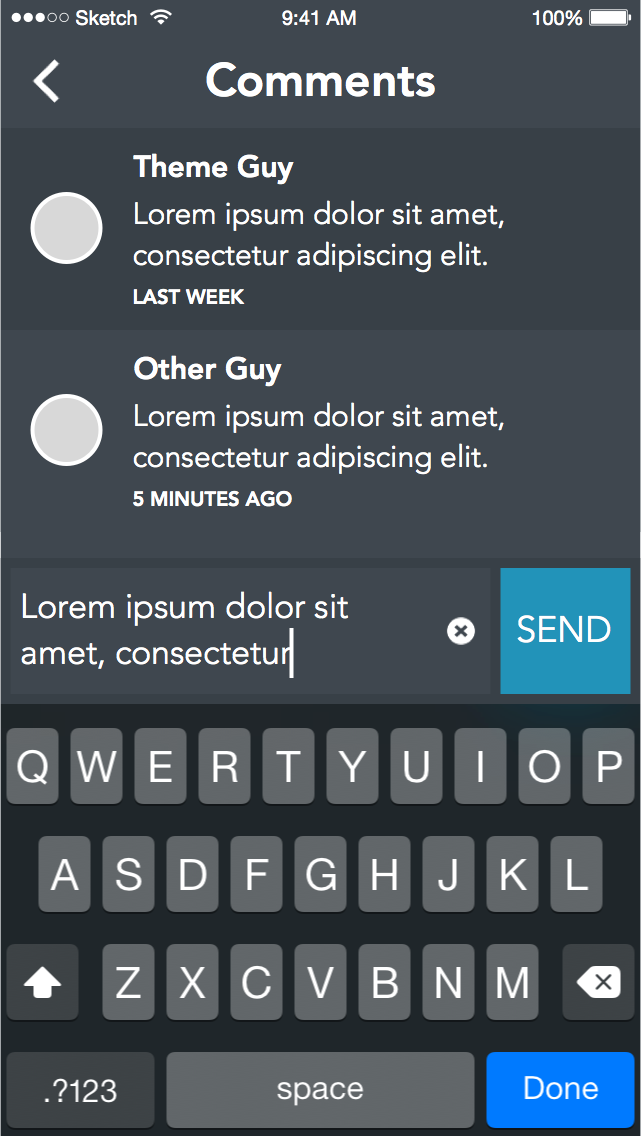 Sketch 9:41 AM 100%
Comments
Theme Guy
Lorem ipsum dolor sit amet,
consectetur adipiscing elit.
LAST WEEK
Other Guy
Lorem ipsum dolor sit amet,
consectetur adipiscing elit.
5 MINUTES AGO
Lorem ipsum dolor sit
amet, consectetur
SEND
Q W E R T Y U I O P
A S D F G H J K L
Z X C V B N M
.?123 space Done